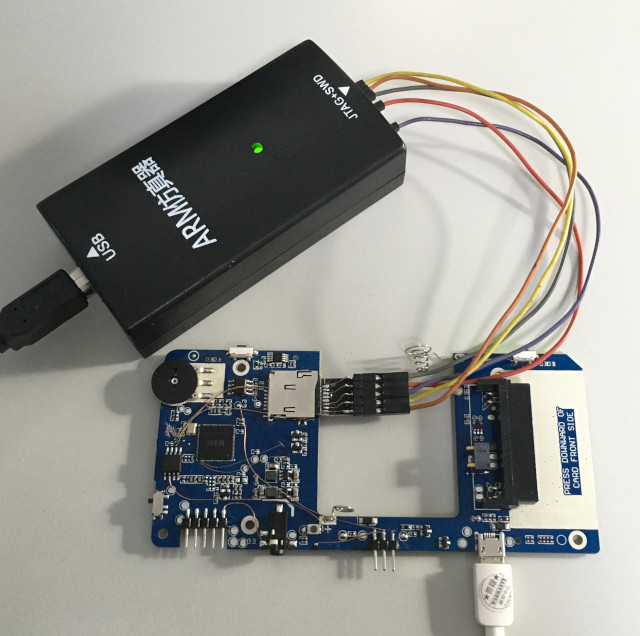 JTAG+SWD
ARM仿真器
USB
PRESS DOWNWARD OF
CARD FRONT SIDE